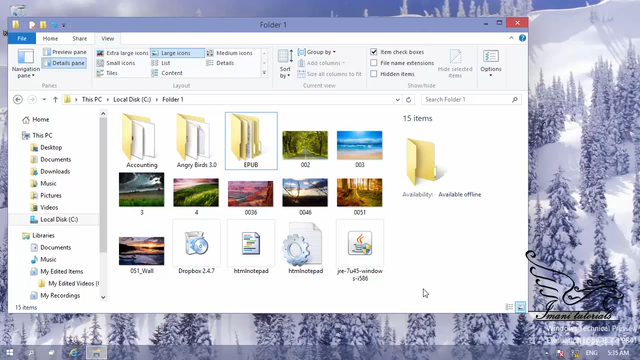 Folder 1
File
Home
Share
View
Preview pane
Details pane
Navigation pane
Panes
Extra large icons
Large icons
Medium icons
Small icons
List
Details
Tiles
Content
Layout
Sort by
Group by
Add columns
Size all columns to fit
Current view
Item check boxes
File name extensions
Hidden items
Hide selected items
Show/hide
Options
This PC
Local Disk (C:)
Folder 1
Search Folder 1
Home
This PC
Desktop
Documents
Downloads
Music
Pictures
Videos
Local Disk (C:)
Libraries
Documents
Music
My Edited Items
My Edited Videos (
My Recordings
Accounting
Angry Birds 3.0
EPUB
002
003
3
4
0036
0046
0051
051_Wall
Dropbox 2.4.7
htmlnotepad
htmlnotepad
jre-7u45-window
s-i586
15 items
Availability:
Available offline
15 items
Imani tutorials
Windows Technical Preview
5:35 AM